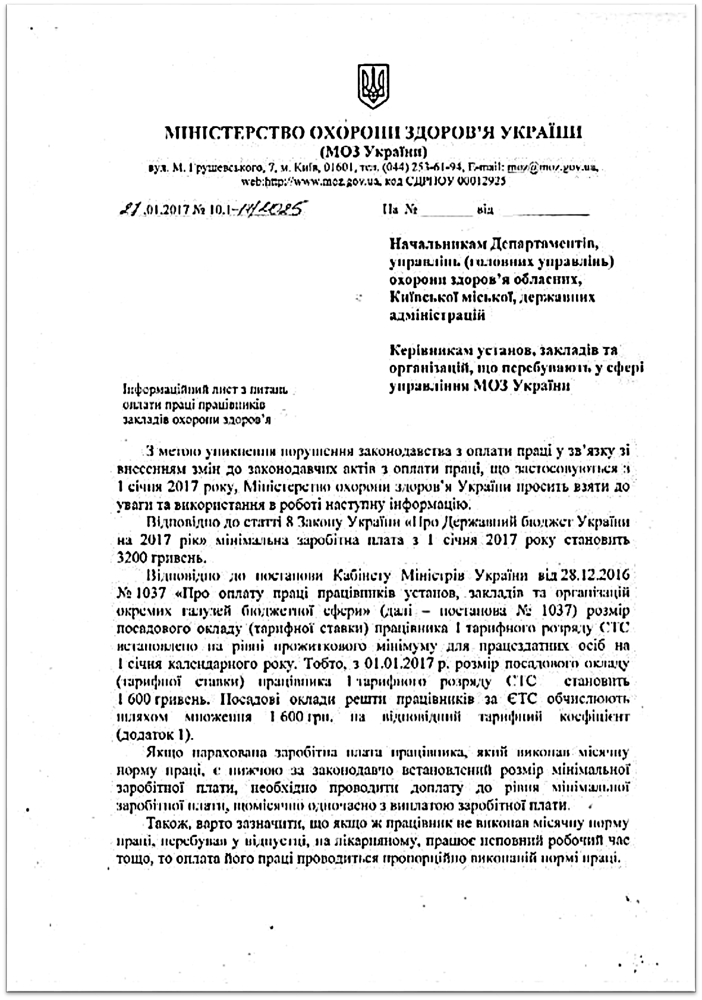 МІНІСТЕРСТВО ОХОРОНИ ЗДОРОВ'Я УКРАЇНИ
(МОЗ України)
вул. М. Грушевського, 7, м. Київ, 01601, тел. (044) 253-61-94, E-mail: moz@moz.gov.ua,
web:http://www.moz.gov.ua, код ЄДРПОУ 00012925
.01.2017 № 10.1-
На № ________ від ____________
Начальникам Департаментів,
управлінь (головних управлінь)
охорони здоров'я обласних,
Київської міської, державних
адміністрацій
Керівникам установ, закладів та
організацій, що перебувають у сфері
управління МОЗ України
Інформаційний лист з питань
оплати праці працівників
закладів охорони здоров'я
З метою уникнення порушення законодавства з оплати праці у зв'язку зі
внесенням змін до законодавчих актів з оплати праці, що застосовуються з
1 січня 2017 року, Міністерство охорони здоров'я України просить взяти до
уваги та використання в роботі наступну інформацію.
Відповідно до статті 8 Закону України «Про Державний бюджет України
на 2017 рік» мінімальна заробітна плата з 1 січня 2017 року становить
3200 гривень.
Відповідно до постанови Кабінету Міністрів України від 28.12.2016
№ 1037 «Про оплату праці працівників установ, закладів та організацій
окремих галузей бюджетної сфери» (далі – постанова № 1037) розмір
посадового окладу (тарифної ставки) працівника 1 тарифного розряду ЄТС
встановлено на рівні прожиткового мінімуму для працездатних осіб на
1 січня календарного року. Тобто, з 01.01.2017 р. розмір посадового окладу
(тарифної ставки) працівника 1 тарифного розряду ЄТС становить
1 600 гривень. Посадові оклади решти працівників за ЄТС обчислюють
шляхом множення 1 600 грн. на відповідний тарифний коефіцієнт
(додаток 1).
Якщо нарахована заробітна плата працівника, який виконав місячну
норму праці, є нижчою за законодавчо встановлений розмір мінімальної
заробітної плати, необхідно проводити доплату до рівня мінімальної
заробітної плати, щомісячно одночасно з виплатою заробітної плати.
Також, варто зазначити, що якщо ж працівник не виконав місячну норму
праці, перебував у відпустці, на лікарняному, працює неповний робочий час
тощо, то оплата його праці проводиться пропорційно виконаній нормі праці.